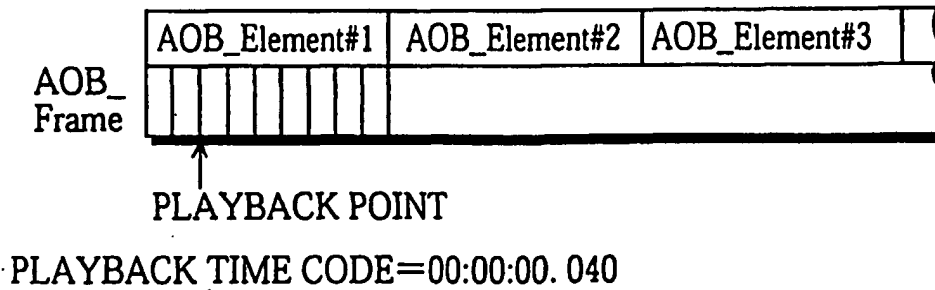 AOB_Element#1 AOB_Element#2 AOB_Element#3
AOB_
Frame
PLAYBACK POINT
PLAYBACK TIME CODE=00:00:00. 040